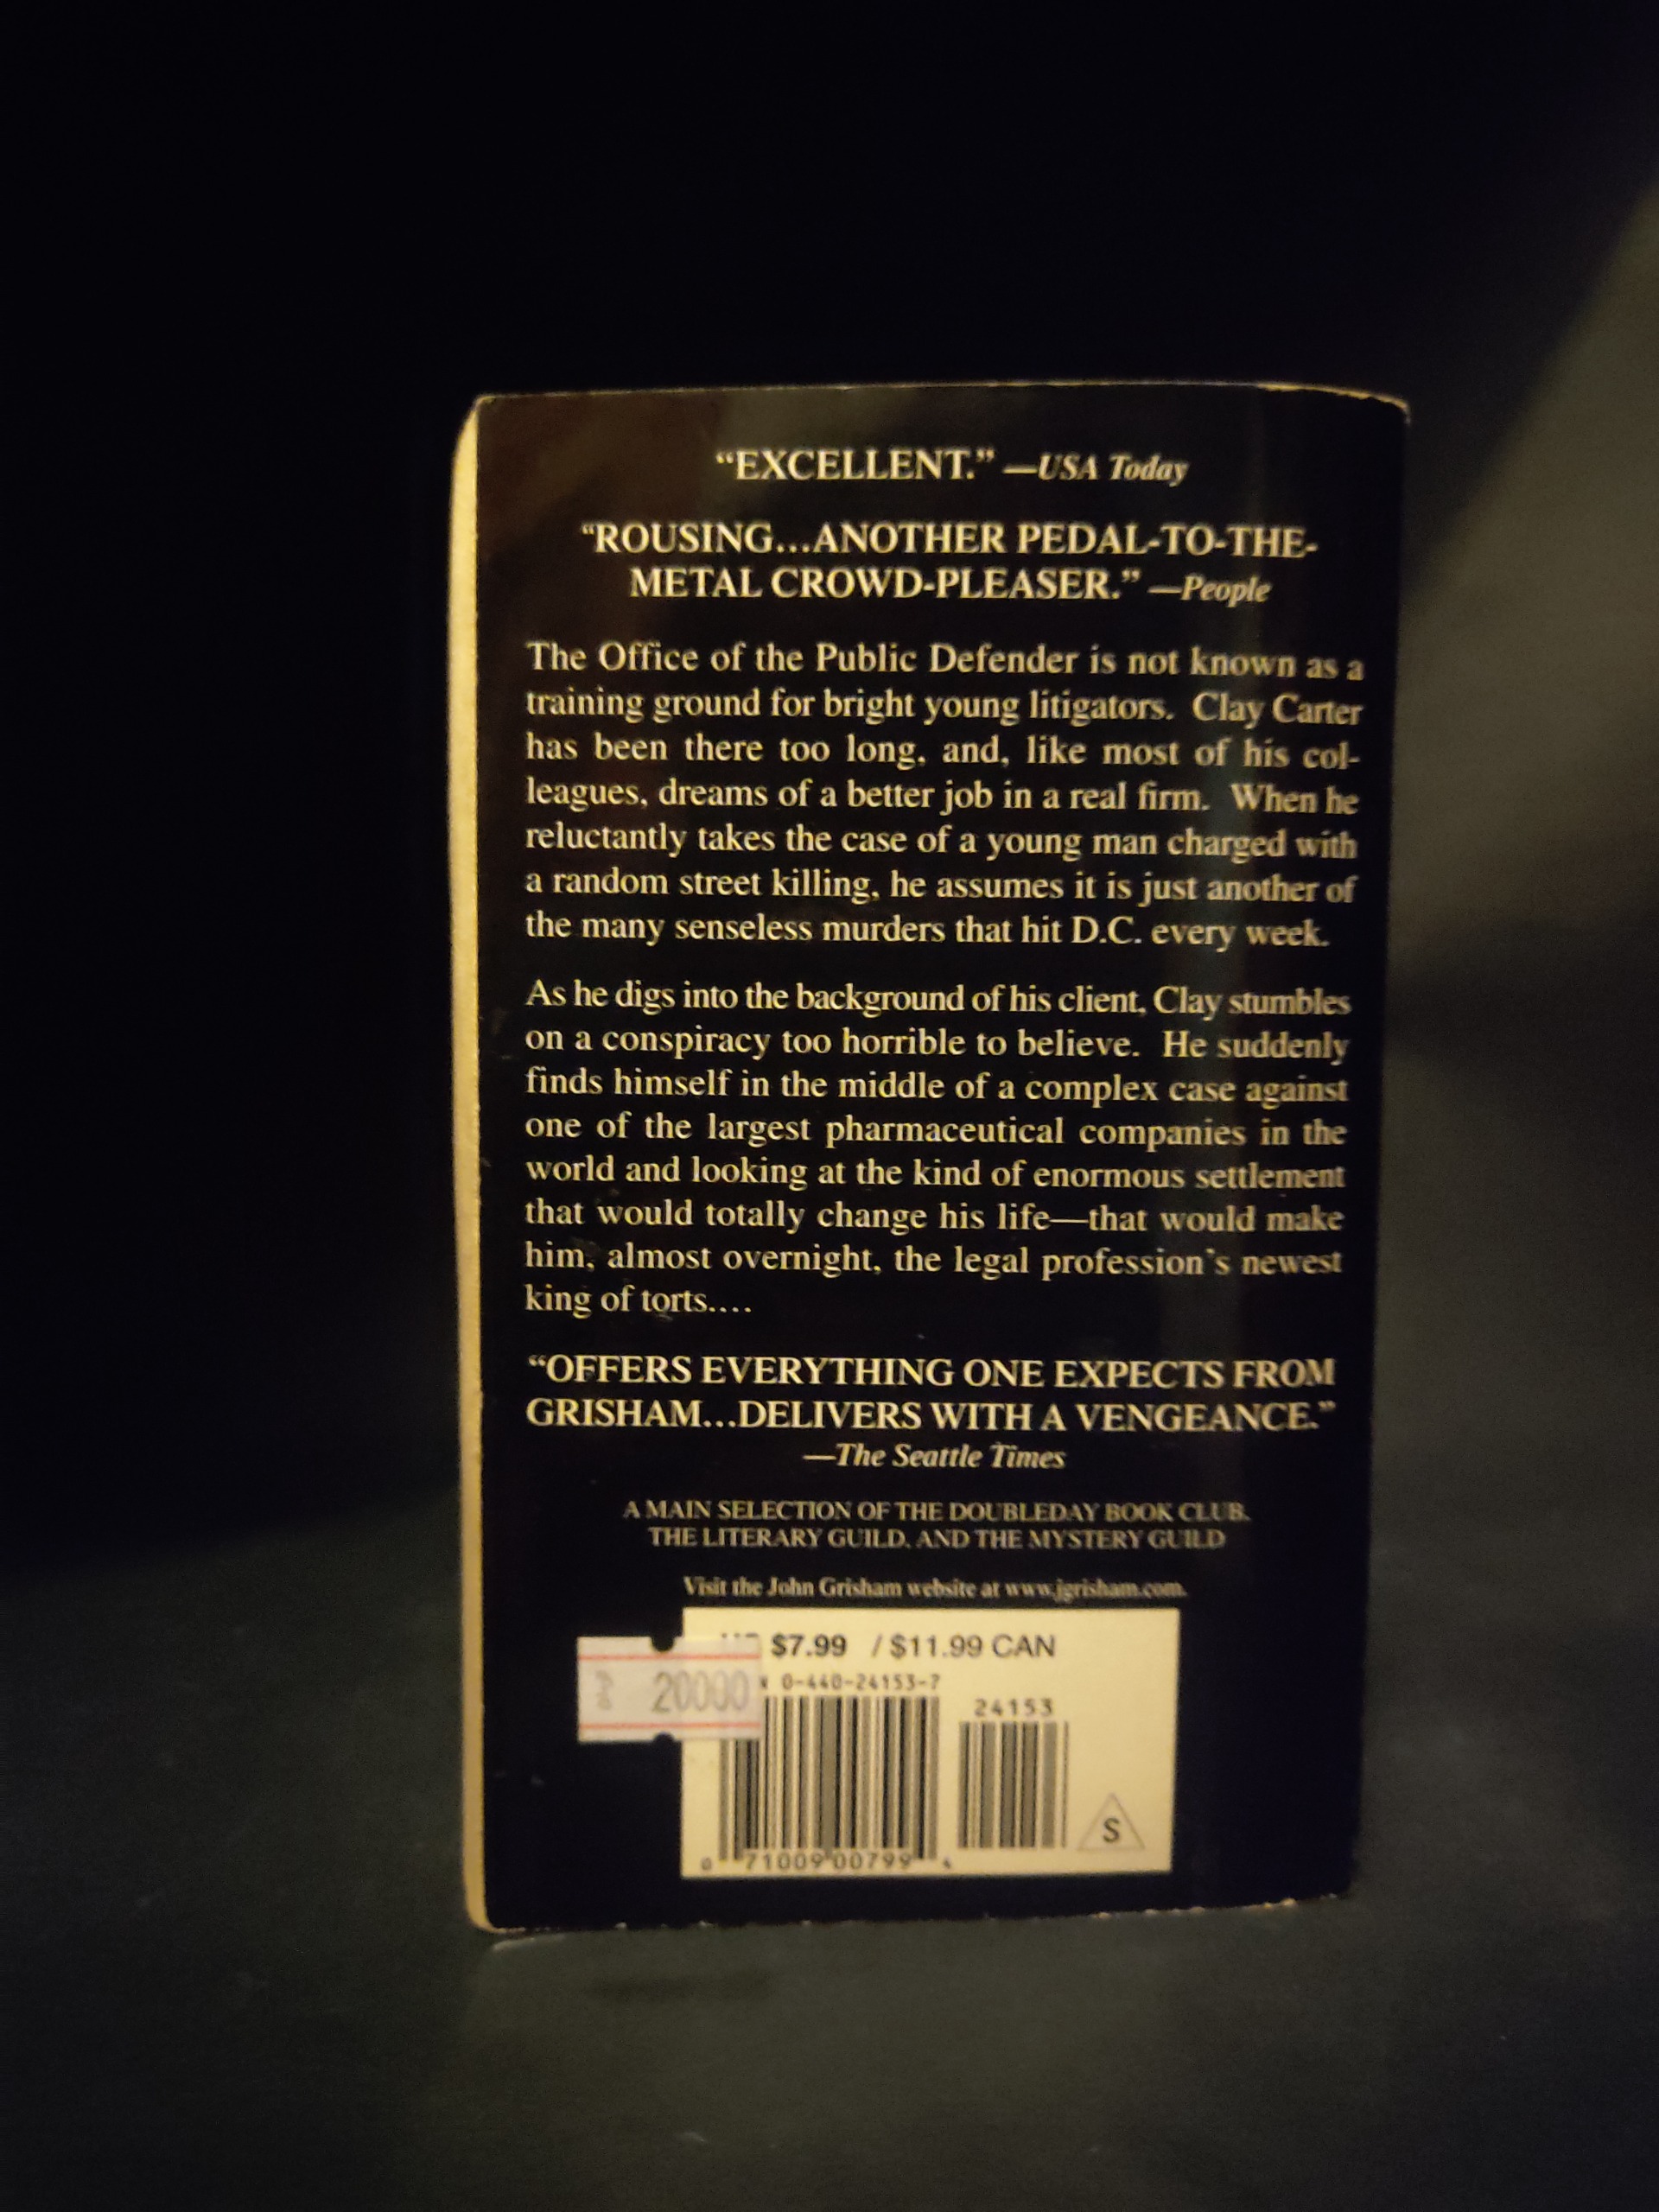 “EXCELLENT.” —USA Today
“ROUSING...ANOTHER PEDAL-TO-THE-
METAL CROWD-PLEASER.” —People
The Office of the Public Defender is not known as a
training ground for bright young litigators. Clay Carter
has been there too long, and, like most of his col-
leagues, dreams of a better job in a real firm. When he
reluctantly takes the case of a young man charged with
a random street killing, he assumes it is just another of
the many senseless murders that hit D.C. every week.
As he digs into the background of his client, Clay stumbles
on a conspiracy too horrible to believe. He suddenly
finds himself in the middle of a complex case against
one of the largest pharmaceutical companies in the
world and looking at the kind of enormous settlement
that would totally change his life—that would make
him, almost overnight, the legal profession’s newest
king of torts....
“OFFERS EVERYTHING ONE EXPECTS FROM
GRISHAM...DELIVERS WITH A VENGEANCE.”
—The Seattle Times
A MAIN SELECTION OF THE DOUBLEDAY BOOK CLUB,
THE LITERARY GUILD, AND THE MYSTERY GUILD
Visit the John Grisham website at www.jgrisham.com.
$7.99 / $11.99 CAN
0-440-24153-7
20000
24153
S
0 71009 00799 4